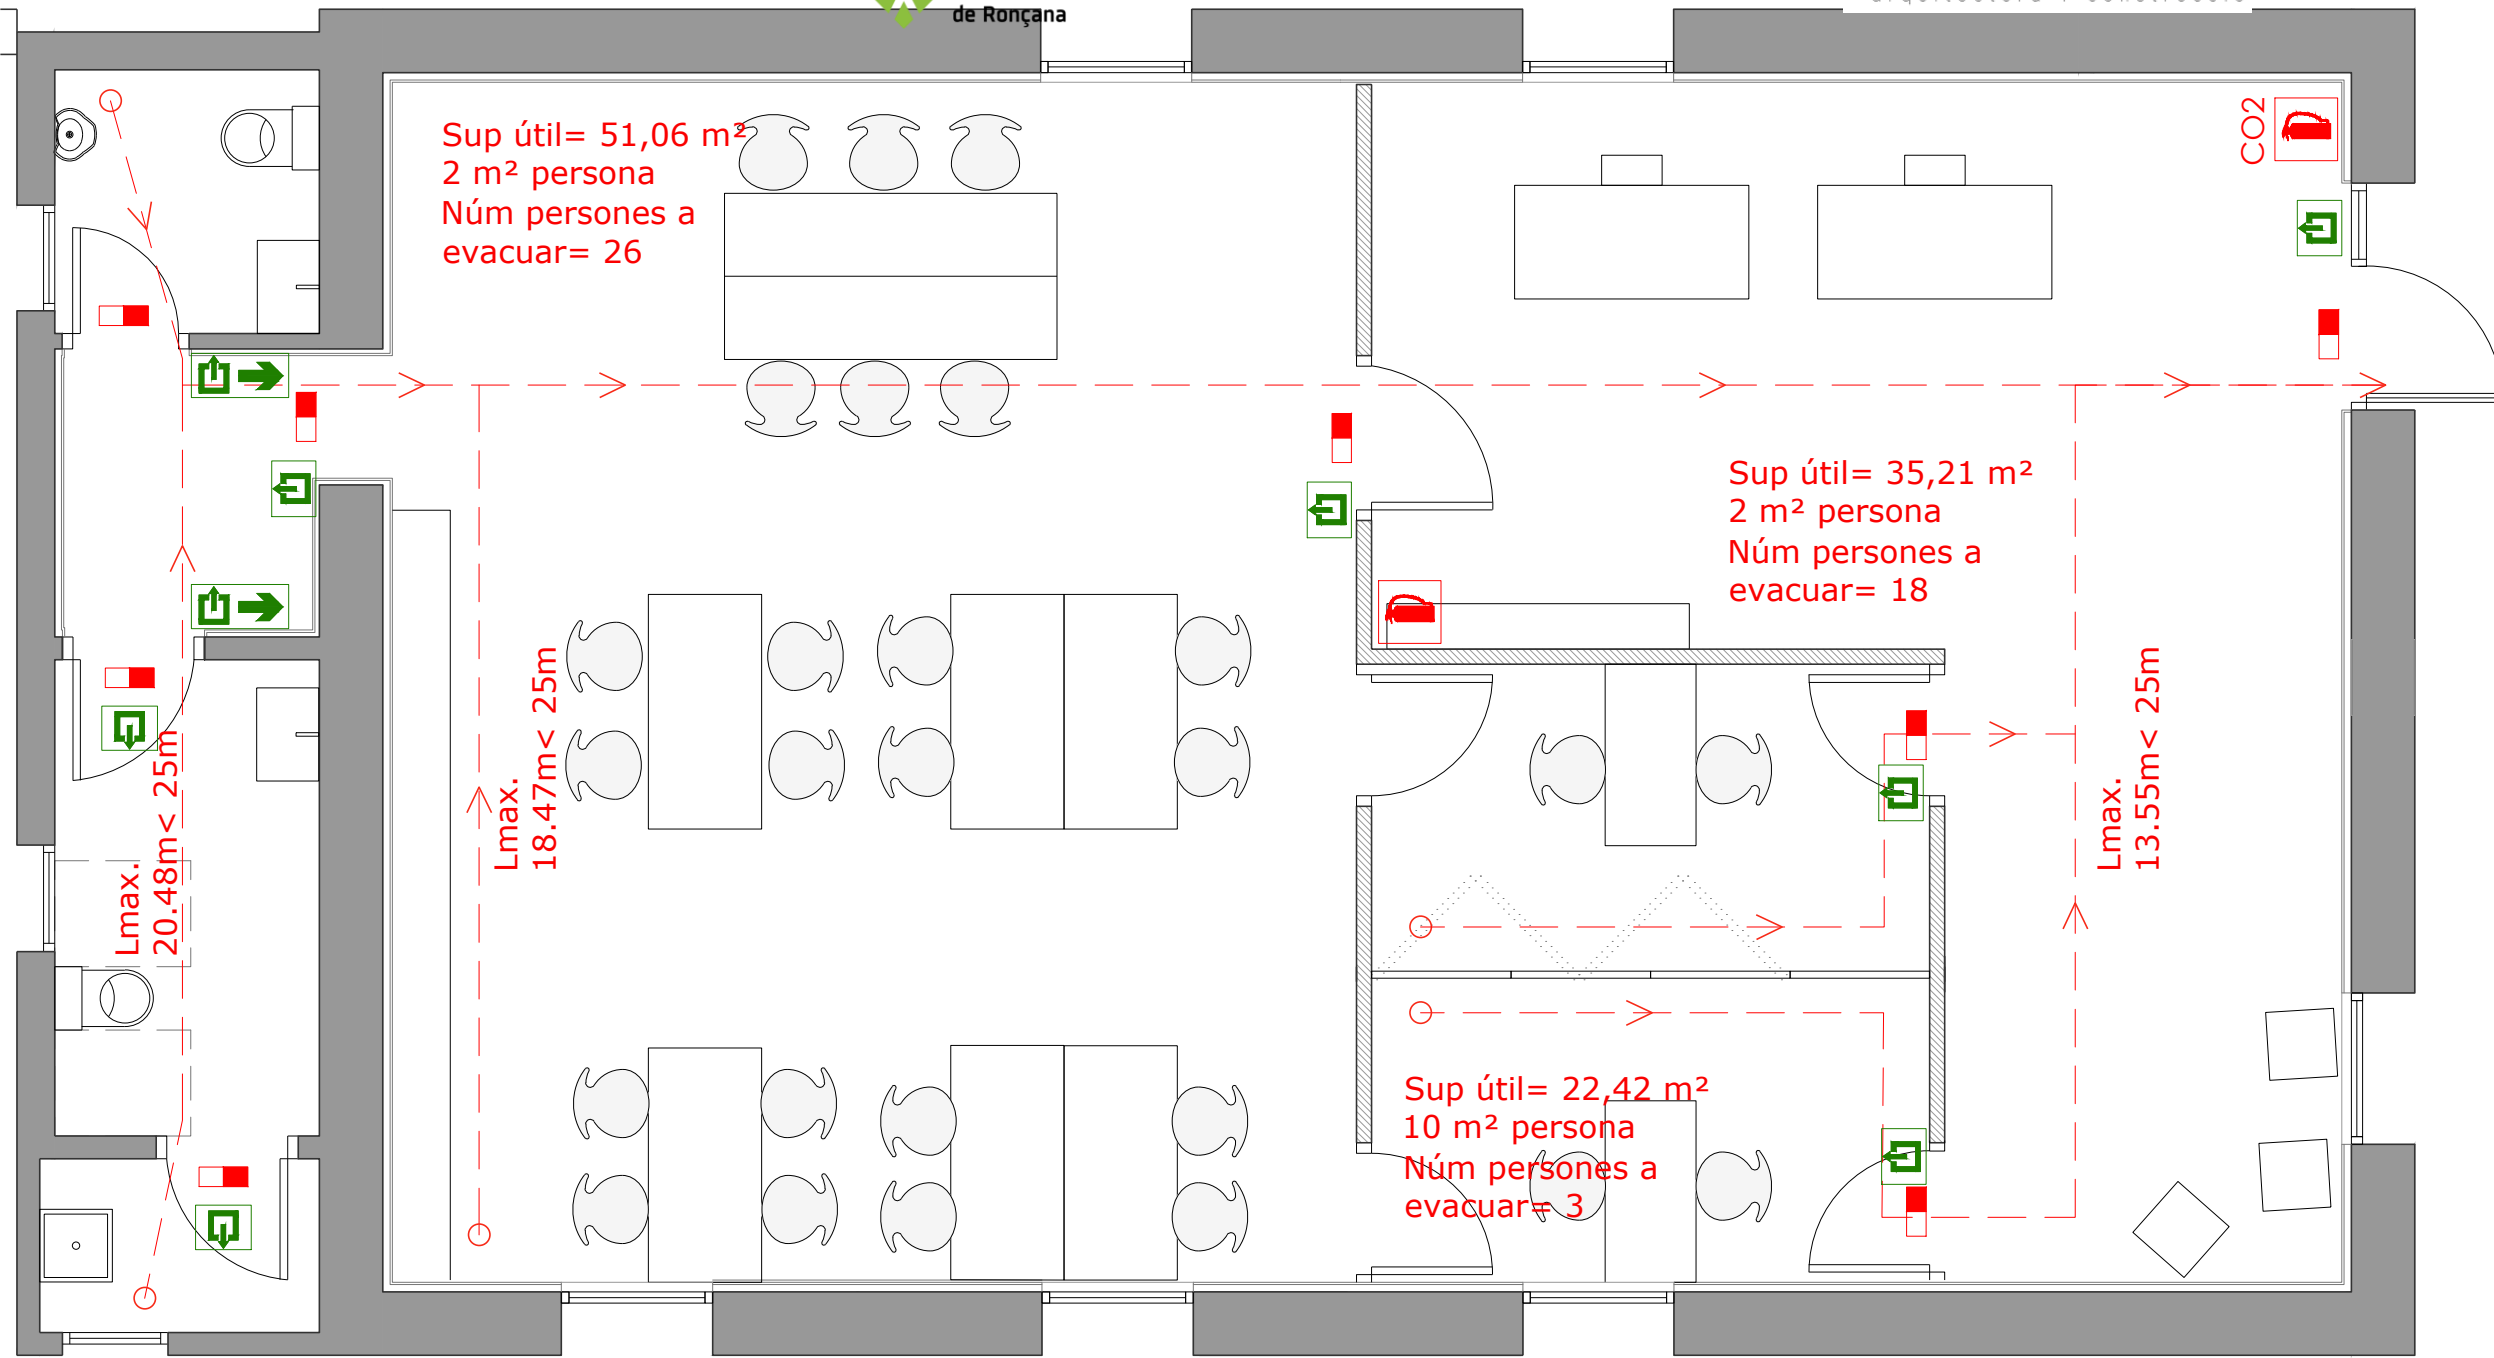 de Ronçana
Sup útil= 51,06 m²
2 m² persona
Núm persones a
evacuar= 26
CO2
Sup útil= 35,21 m²
2 m² persona
Núm persones a
evacuar= 18
Lmax.
20.48m< 25m
Lmax.
18.47m< 25m
Lmax.
13.55m< 25m
Sup útil= 22,42 m²
10 m² persona
Núm persones a
evacuar= 3